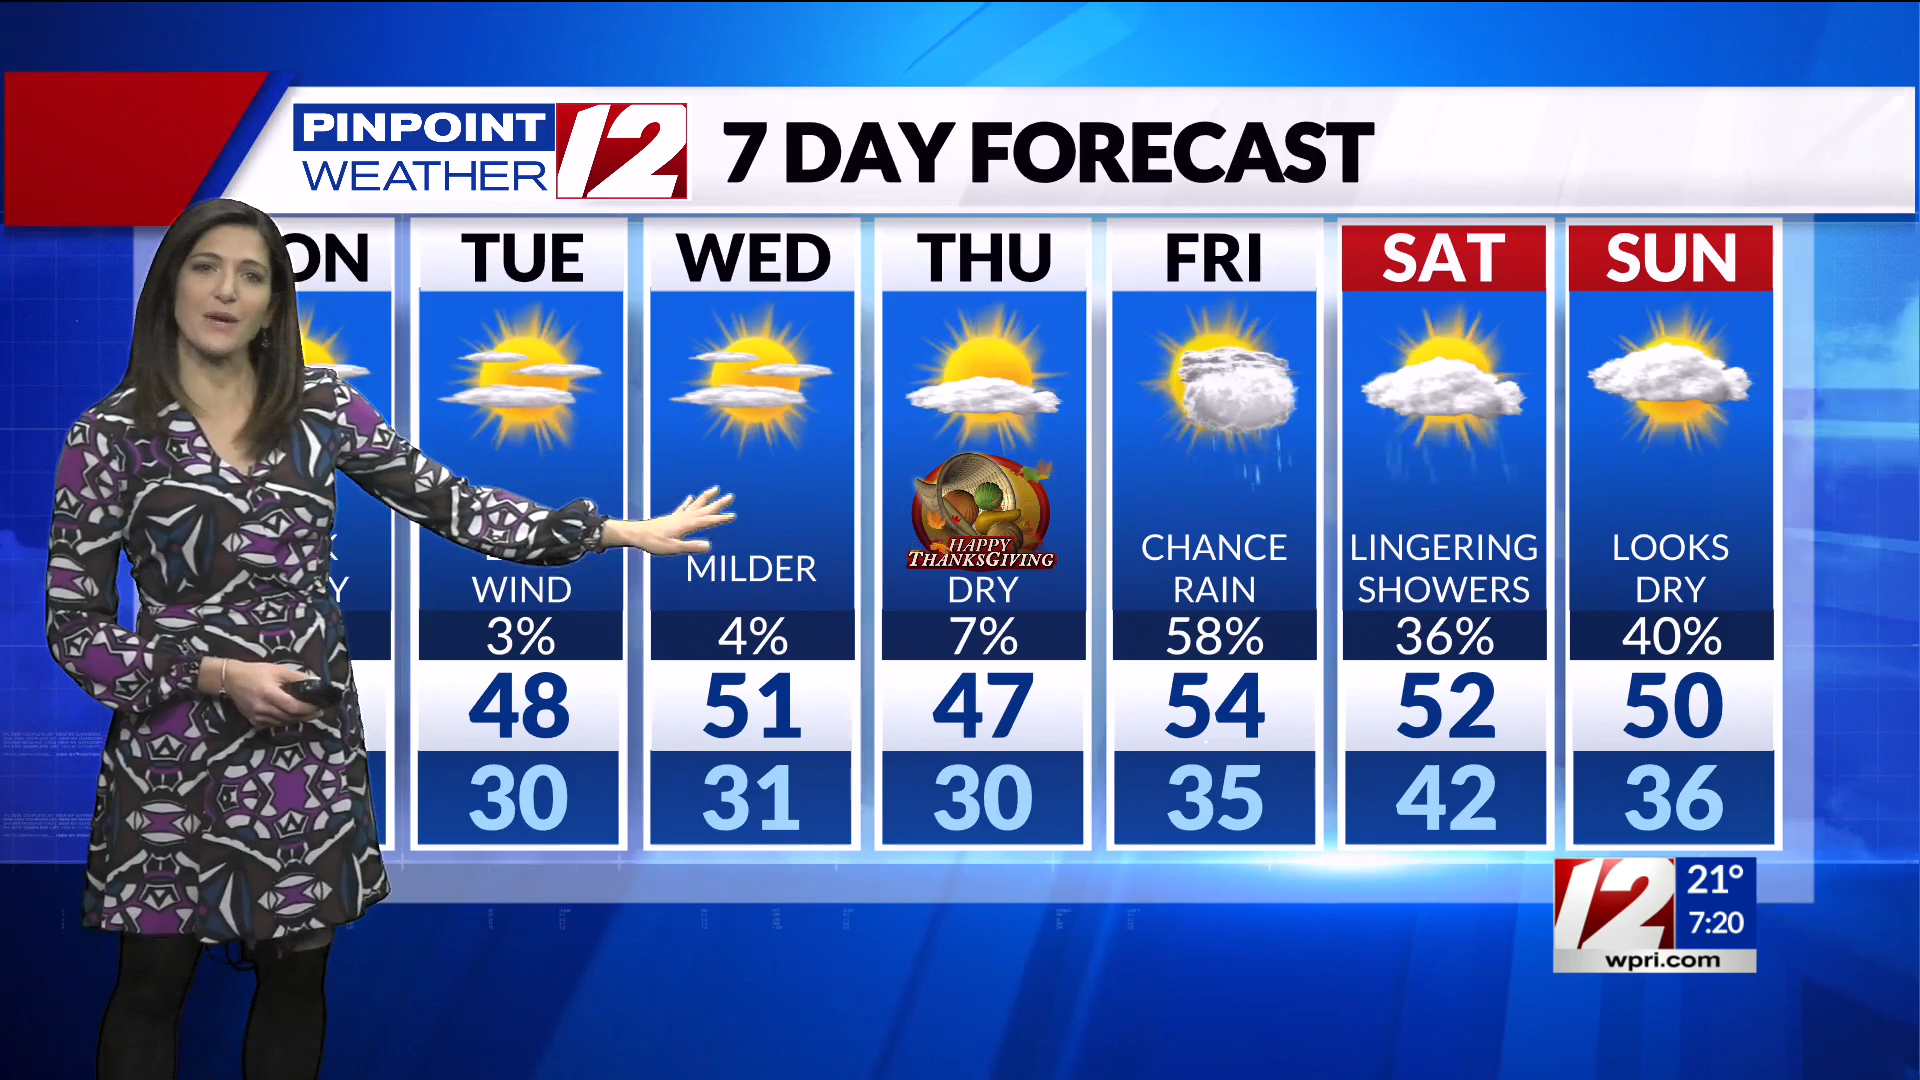 PINPOINT
WEATHER 12
7 DAY FORECAST
ON TUE WED THU FRI SAT SUN
HAPPY
THANKSGIVING
WIND
MILDER
DRY
CHANCE
RAIN
LINGERING
SHOWERS
LOOKS
DRY
3% 4% 7% 58% 36% 40%
48 51 47 54 52 50
30 31 30 35 42 36
12
21°
7:20
wpri.com